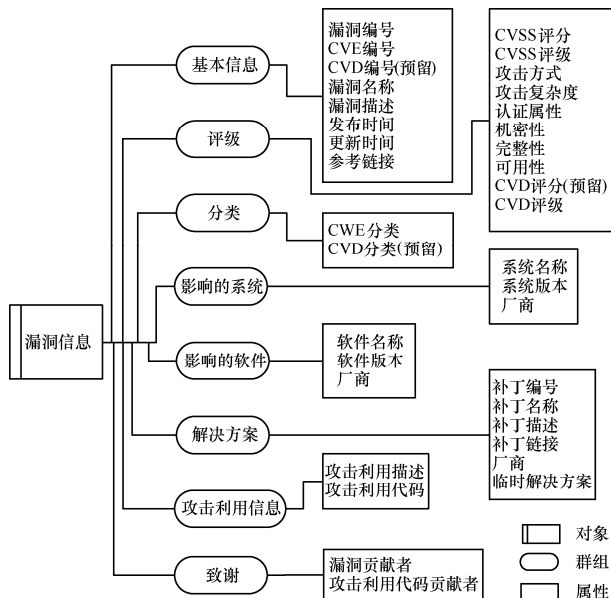 漏洞信息
基本信息
漏洞编号
CVE编号
CVD编号(预留)
漏洞名称
漏洞描述
发布时间
更新时间
参考链接
评级
CVSS评分
CVSS评级
攻击方式
攻击复杂度
认证属性
机密性
完整性
可用性
CVD评分(预留)
CVD评级
分类
CWE分类
CVD分类(预留)
影响的系统
系统名称
系统版本
厂商
影响的软件
软件名称
软件版本
厂商
解决方案
补丁编号
补丁名称
补丁描述
补丁链接
厂商
临时解决方案
攻击利用信息
攻击利用描述
攻击利用代码
致谢
漏洞贡献者
攻击利用代码贡献者
对象
群组
属性